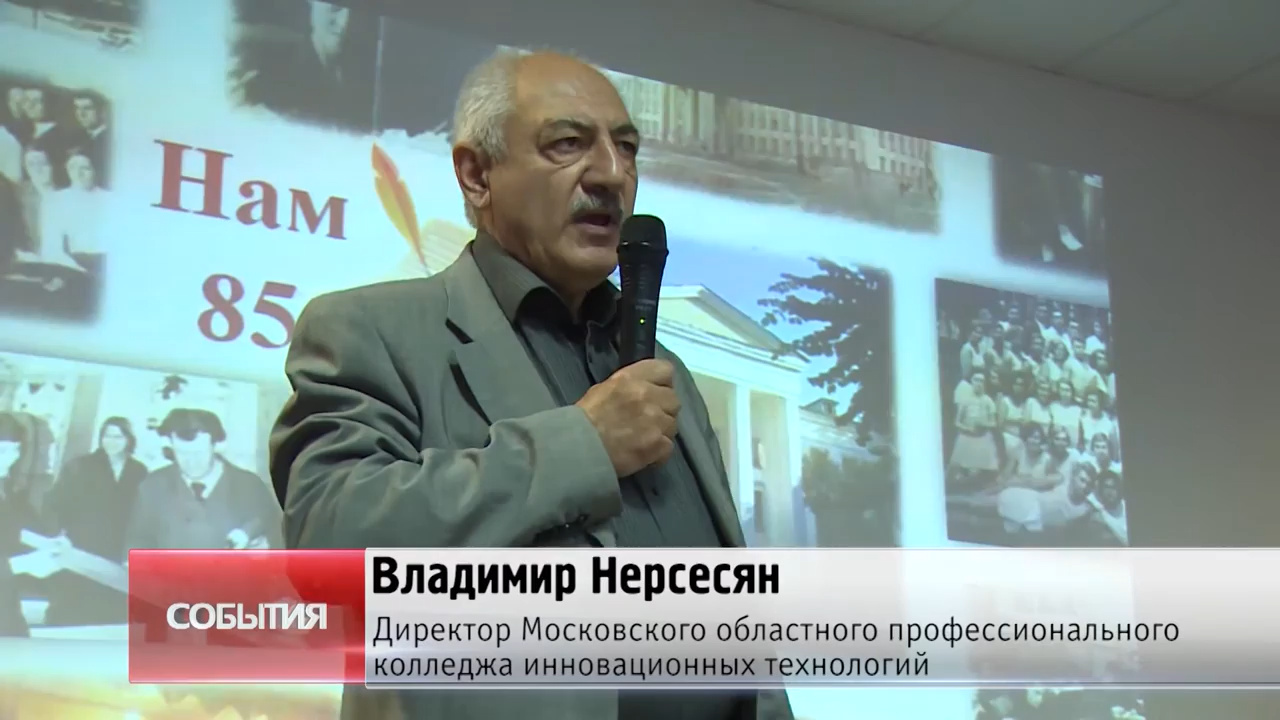 Нам
85
СОБЫТИЯ
Владимир Нерсесян
Директор Московского областного профессионального
колледжа инновационных технологий